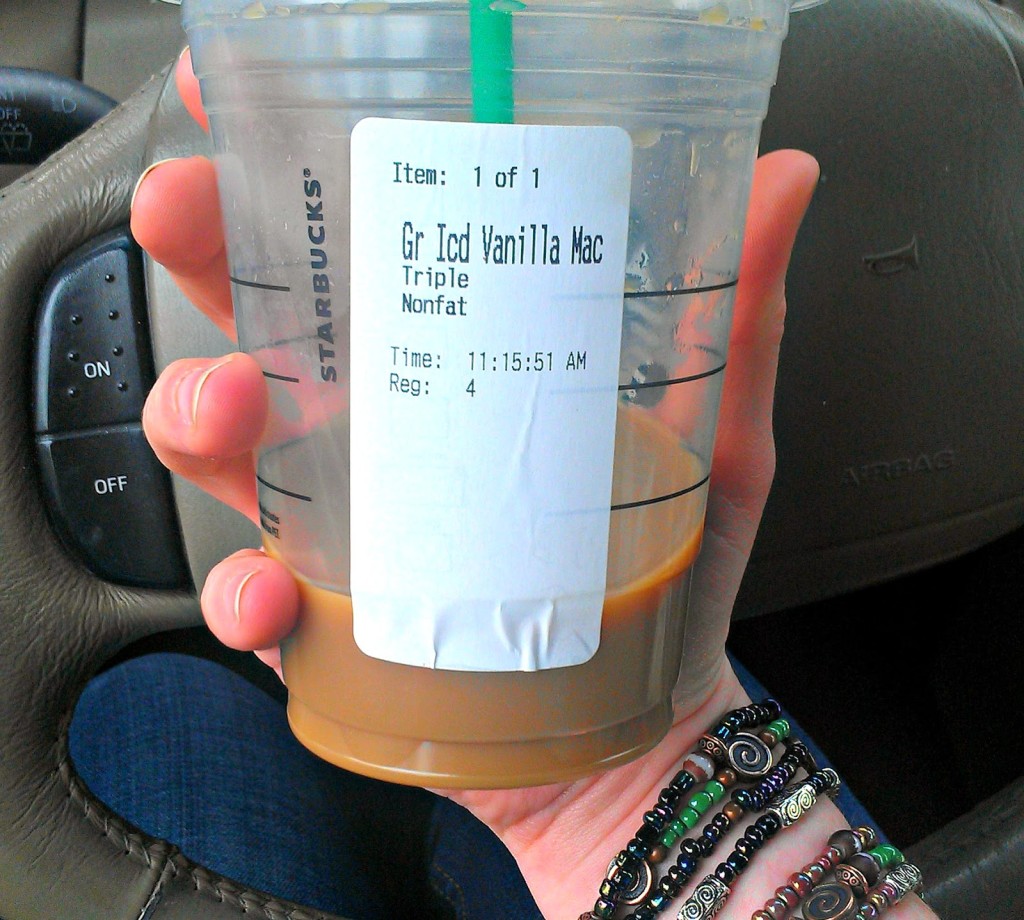 OFF
STARBUCKS®
Item: 1 of 1
Gr Icd Vanilla Mac
Triple
Nonfat
Time: 11:15:51 AM
Reg: 4
ON
OFF
AIRBAG